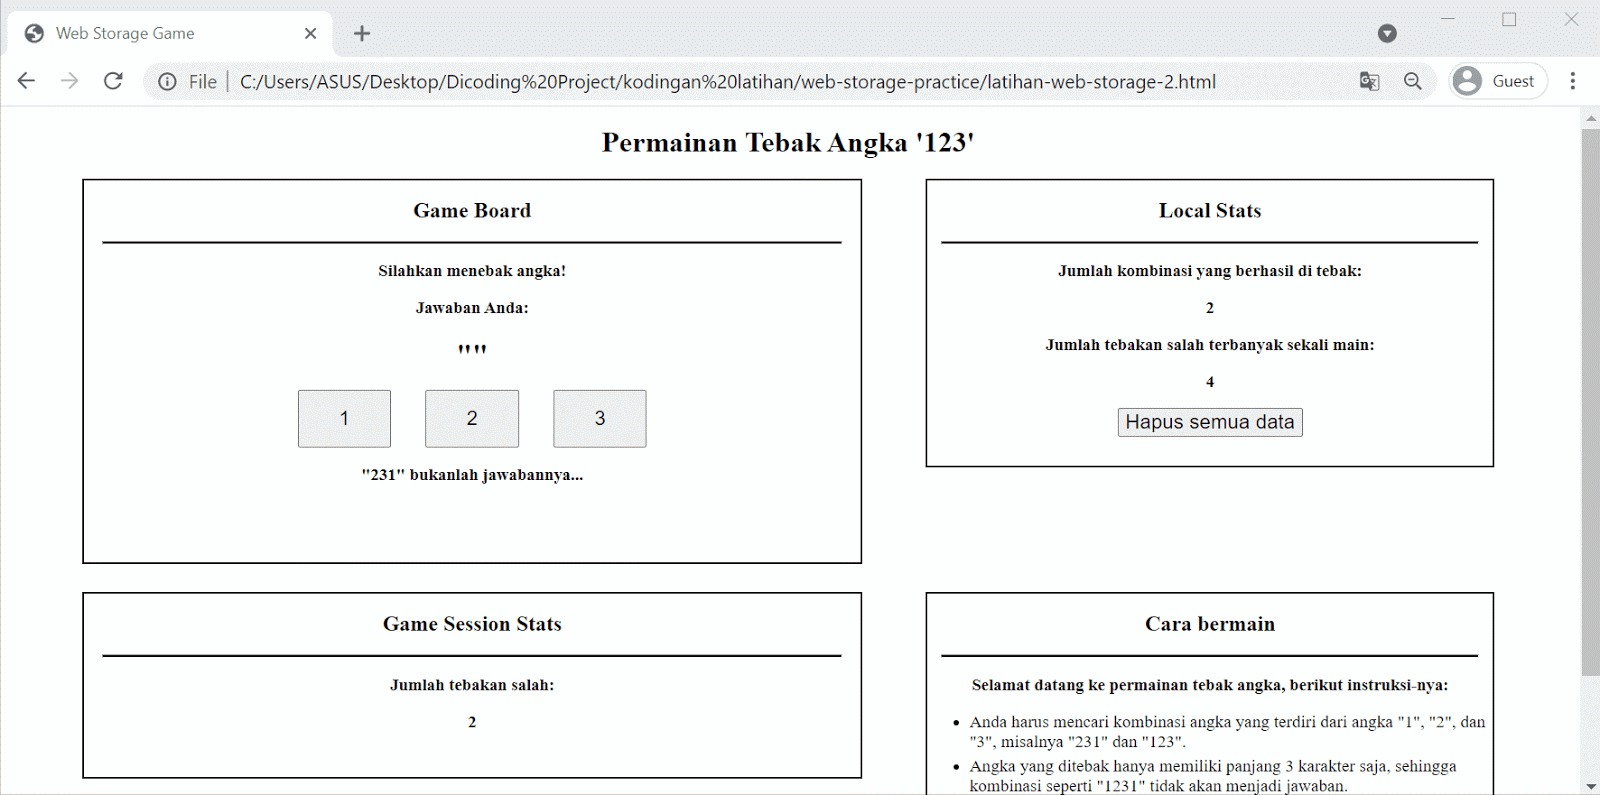 Web Storage Game
File | C:/Users/ASUS/Desktop/Dicoding%20Project/kodingan%20latihan/web-storage-practice/latihan-web-storage-2.html
Guest
Permainan Tebak Angka '123'
Game Board
Silahkan menebak angka!
Jawaban Anda:
""
1 2 3
"231" bukanlah jawabannya...
Local Stats
Jumlah kombinasi yang berhasil di tebak:
2
Jumlah tebakan salah terbanyak sekali main:
4
Hapus semua data
Game Session Stats
Jumlah tebakan salah:
2
Cara bermain
Selamat datang ke permainan tebak angka, berikut instruksi-nya:
• Anda harus mencari kombinasi angka yang terdiri dari angka "1", "2", dan
"3", misalnya "231" dan "123".
• Angka yang ditebak hanya memiliki panjang 3 karakter saja, sehingga
kombinasi seperti "1231" tidak akan menjadi jawaban.